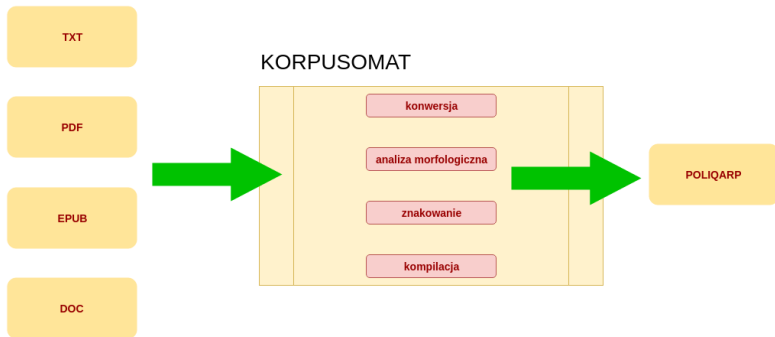 TXT
PDF
EPUB
DOC
KORPUSOMAT
konwersja
analiza morfologiczna
znakowanie
kompilacja
POLIQARP